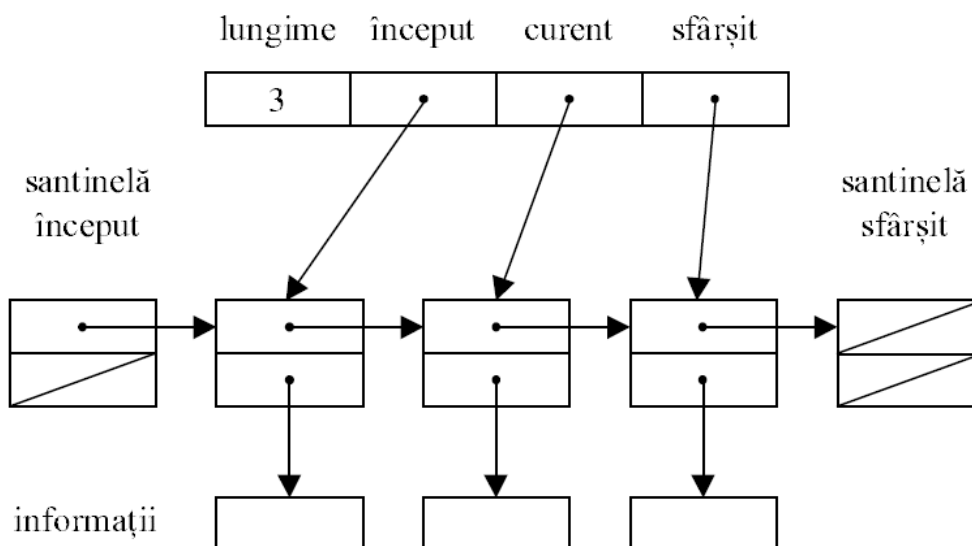 lungime început curent sfârșit
3
santinelă
început
santinelă
sfârșit
informații